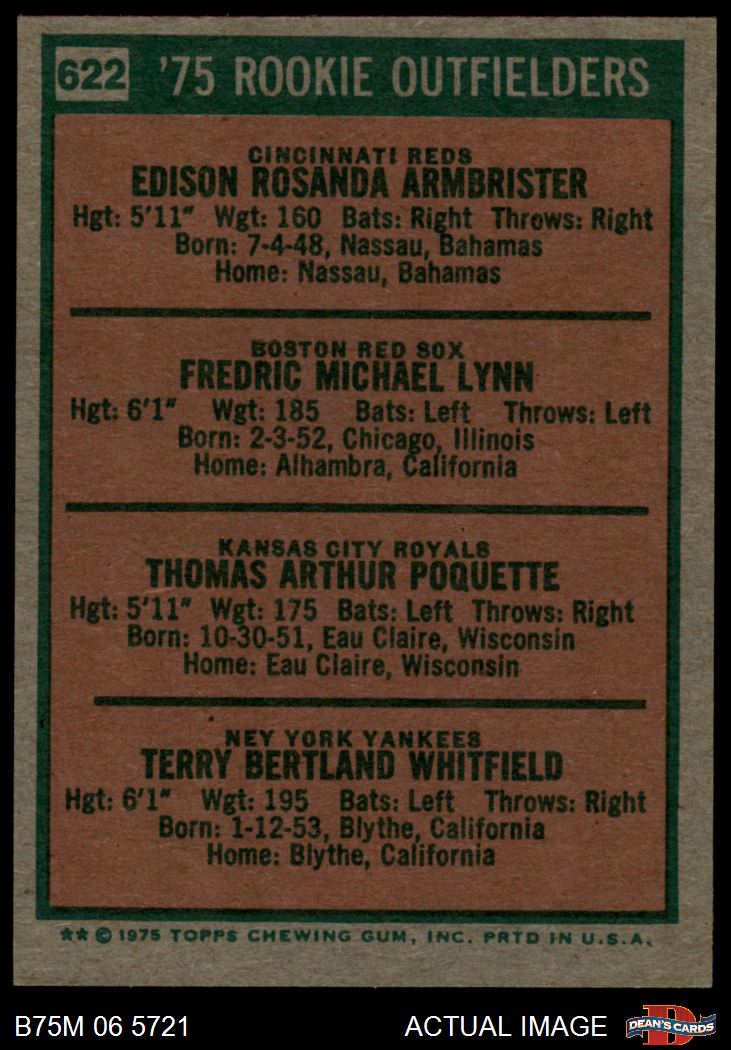 622 '75 ROOKIE OUTFIELDERS
CINCINNATI REDS
EDISON ROSANDA ARMBRISTER
Hgt: 5'11" Wgt: 160 Bats: Right Throws: Right
Born: 7-4-48, Nassau, Bahamas
Home: Nassau, Bahamas
BOSTON RED SOX
FREDRIC MICHAEL LYNN
Hgt: 6'1" Wgt: 185 Bats: Left Throws: Left
Born: 2-3-52, Chicago, Illinois
Home: Alhambra, California
KANSAS CITY ROYALS
THOMAS ARTHUR POQUETTE
Hgt: 5'11" Wgt: 175 Bats: Left Throws: Right
Born: 10-30-51, Eau Claire, Wisconsin
Home: Eau Claire, Wisconsin
NEY YORK YANKEES
TERRY BERTLAND WHITFIELD
Hgt: 6'1" Wgt: 195 Bats: Left Throws: Right
Born: 1-12-53, Blythe, California
Home: Blythe, California
** © 1975 TOPPS CHEWING GUM, INC. PRTD IN U.S.A.
B75M 06 5721 ACTUAL IMAGE DEAN'S CARDS